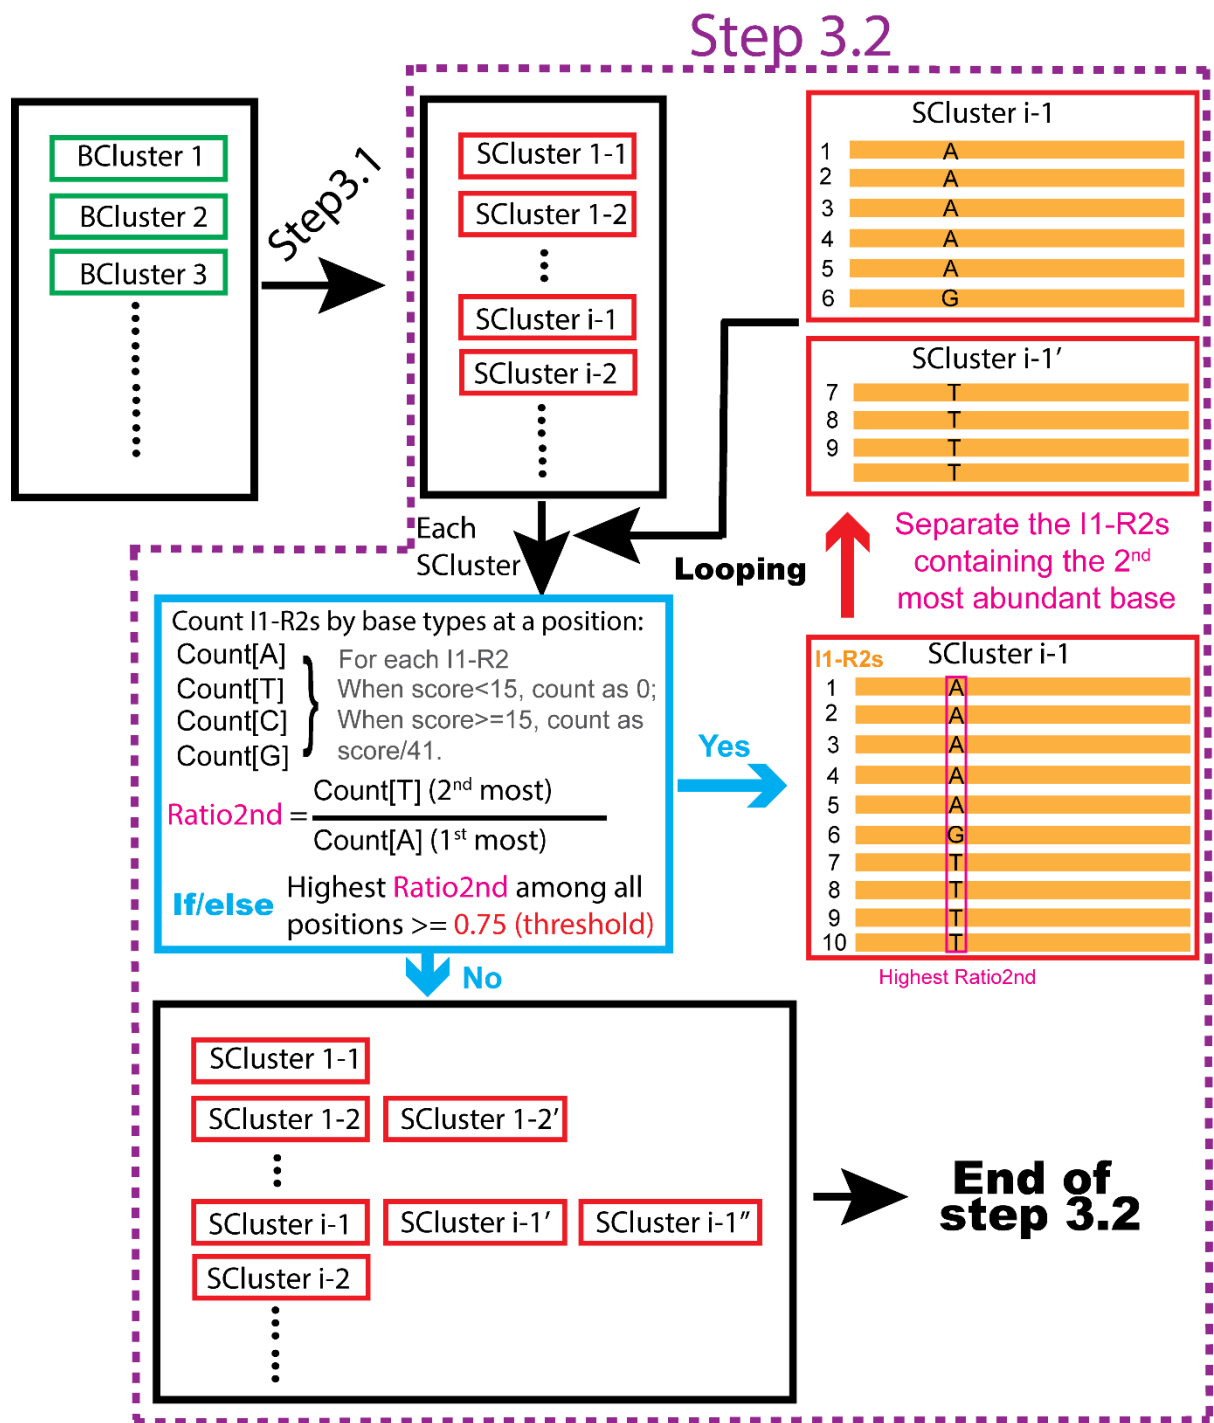 Step 3.2
BCluster 1
BCluster 2
BCluster 3
Step3.1
SCluster 1-1
SCluster 1-2
SCluster i-1
SCluster i-2
SCluster i-1
1 A
2 A
3 A
4 A
5 A
6 G
SCluster i-1′
7 T
8 T
9 T
T
Each
SCluster
Looping
Separate the I1-R2s
containing the 2nd
most abundant base
Count I1-R2s by base types at a position:
Count[A]
Count[T]
Count[C]
Count[G]
For each I1-R2
When score<15, count as 0;
When score>=15, count as
score/41.
Ratio2nd =
Count[T] (2nd most)
Count[A] (1st most)
If/else
Highest Ratio2nd among all
positions >= 0.75 (threshold)
Yes
No
I1-R2s SCluster i-1
1 A
2 A
3 A
4 A
5 A
6 G
7 T
8 T
9 T
10 T
Highest Ratio2nd
SCluster 1-1
SCluster 1-2 SCluster 1-2′
SCluster i-1 SCluster i-1′ SCluster i-1″
SCluster i-2
End of
step 3.2